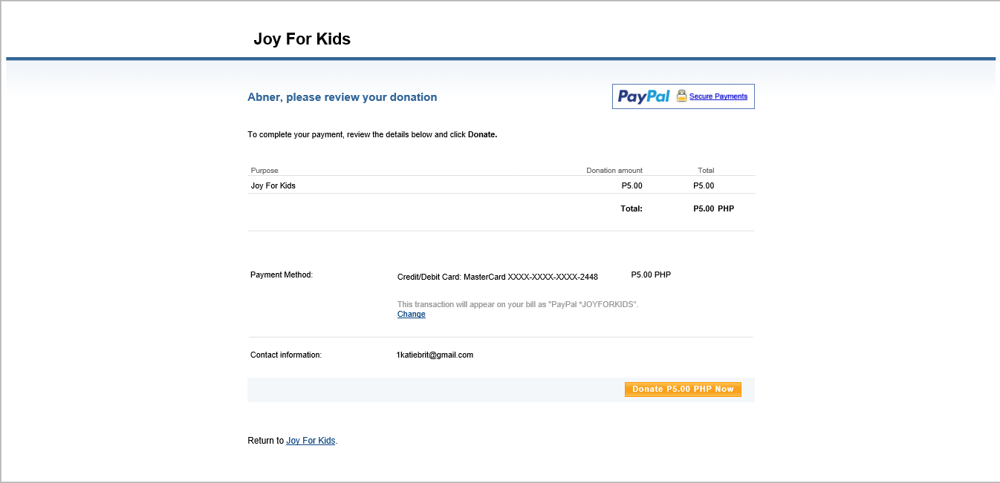 Joy For Kids
Abner, please review your donation
PayPal Secure Payments
To complete your payment, review the details below and click Donate.
Purpose Donation amount Total
Joy For Kids P5.00 P5.00
Total: P5.00 PHP
Payment Method: Credit/Debit Card: MasterCard XXXX-XXXX-XXXX-2448 P5.00 PHP
This transaction will appear on your bill as "PayPal *JOYFORKIDS".
Change
Contact information: 1katiebrit@gmail.com
Donate P5.00 PHP Now
Return to Joy For Kids.